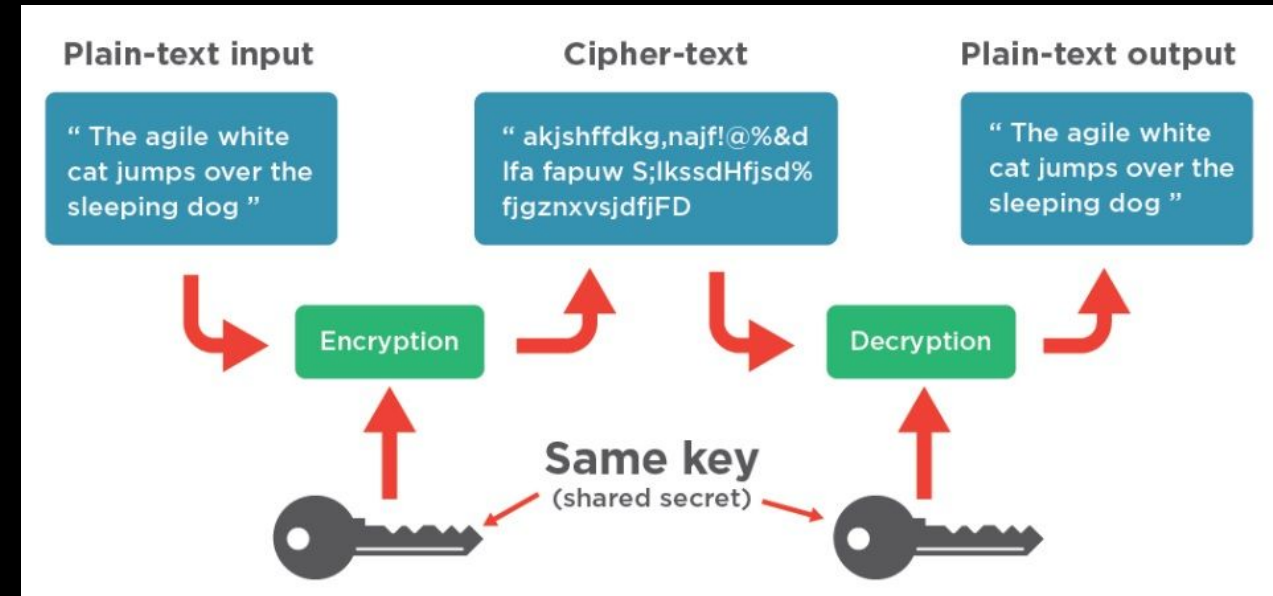 Plain-text input
Cipher-text
Plain-text output
“ The agile white
cat jumps over the
sleeping dog ”
“ akjshffdkg,najf!@%&d
lfa fapuw S;lkssdHfjsd%
fjgznxvsjdfjFD
“ The agile white
cat jumps over the
sleeping dog ”
Encryption
Decryption
Same key
(shared secret)